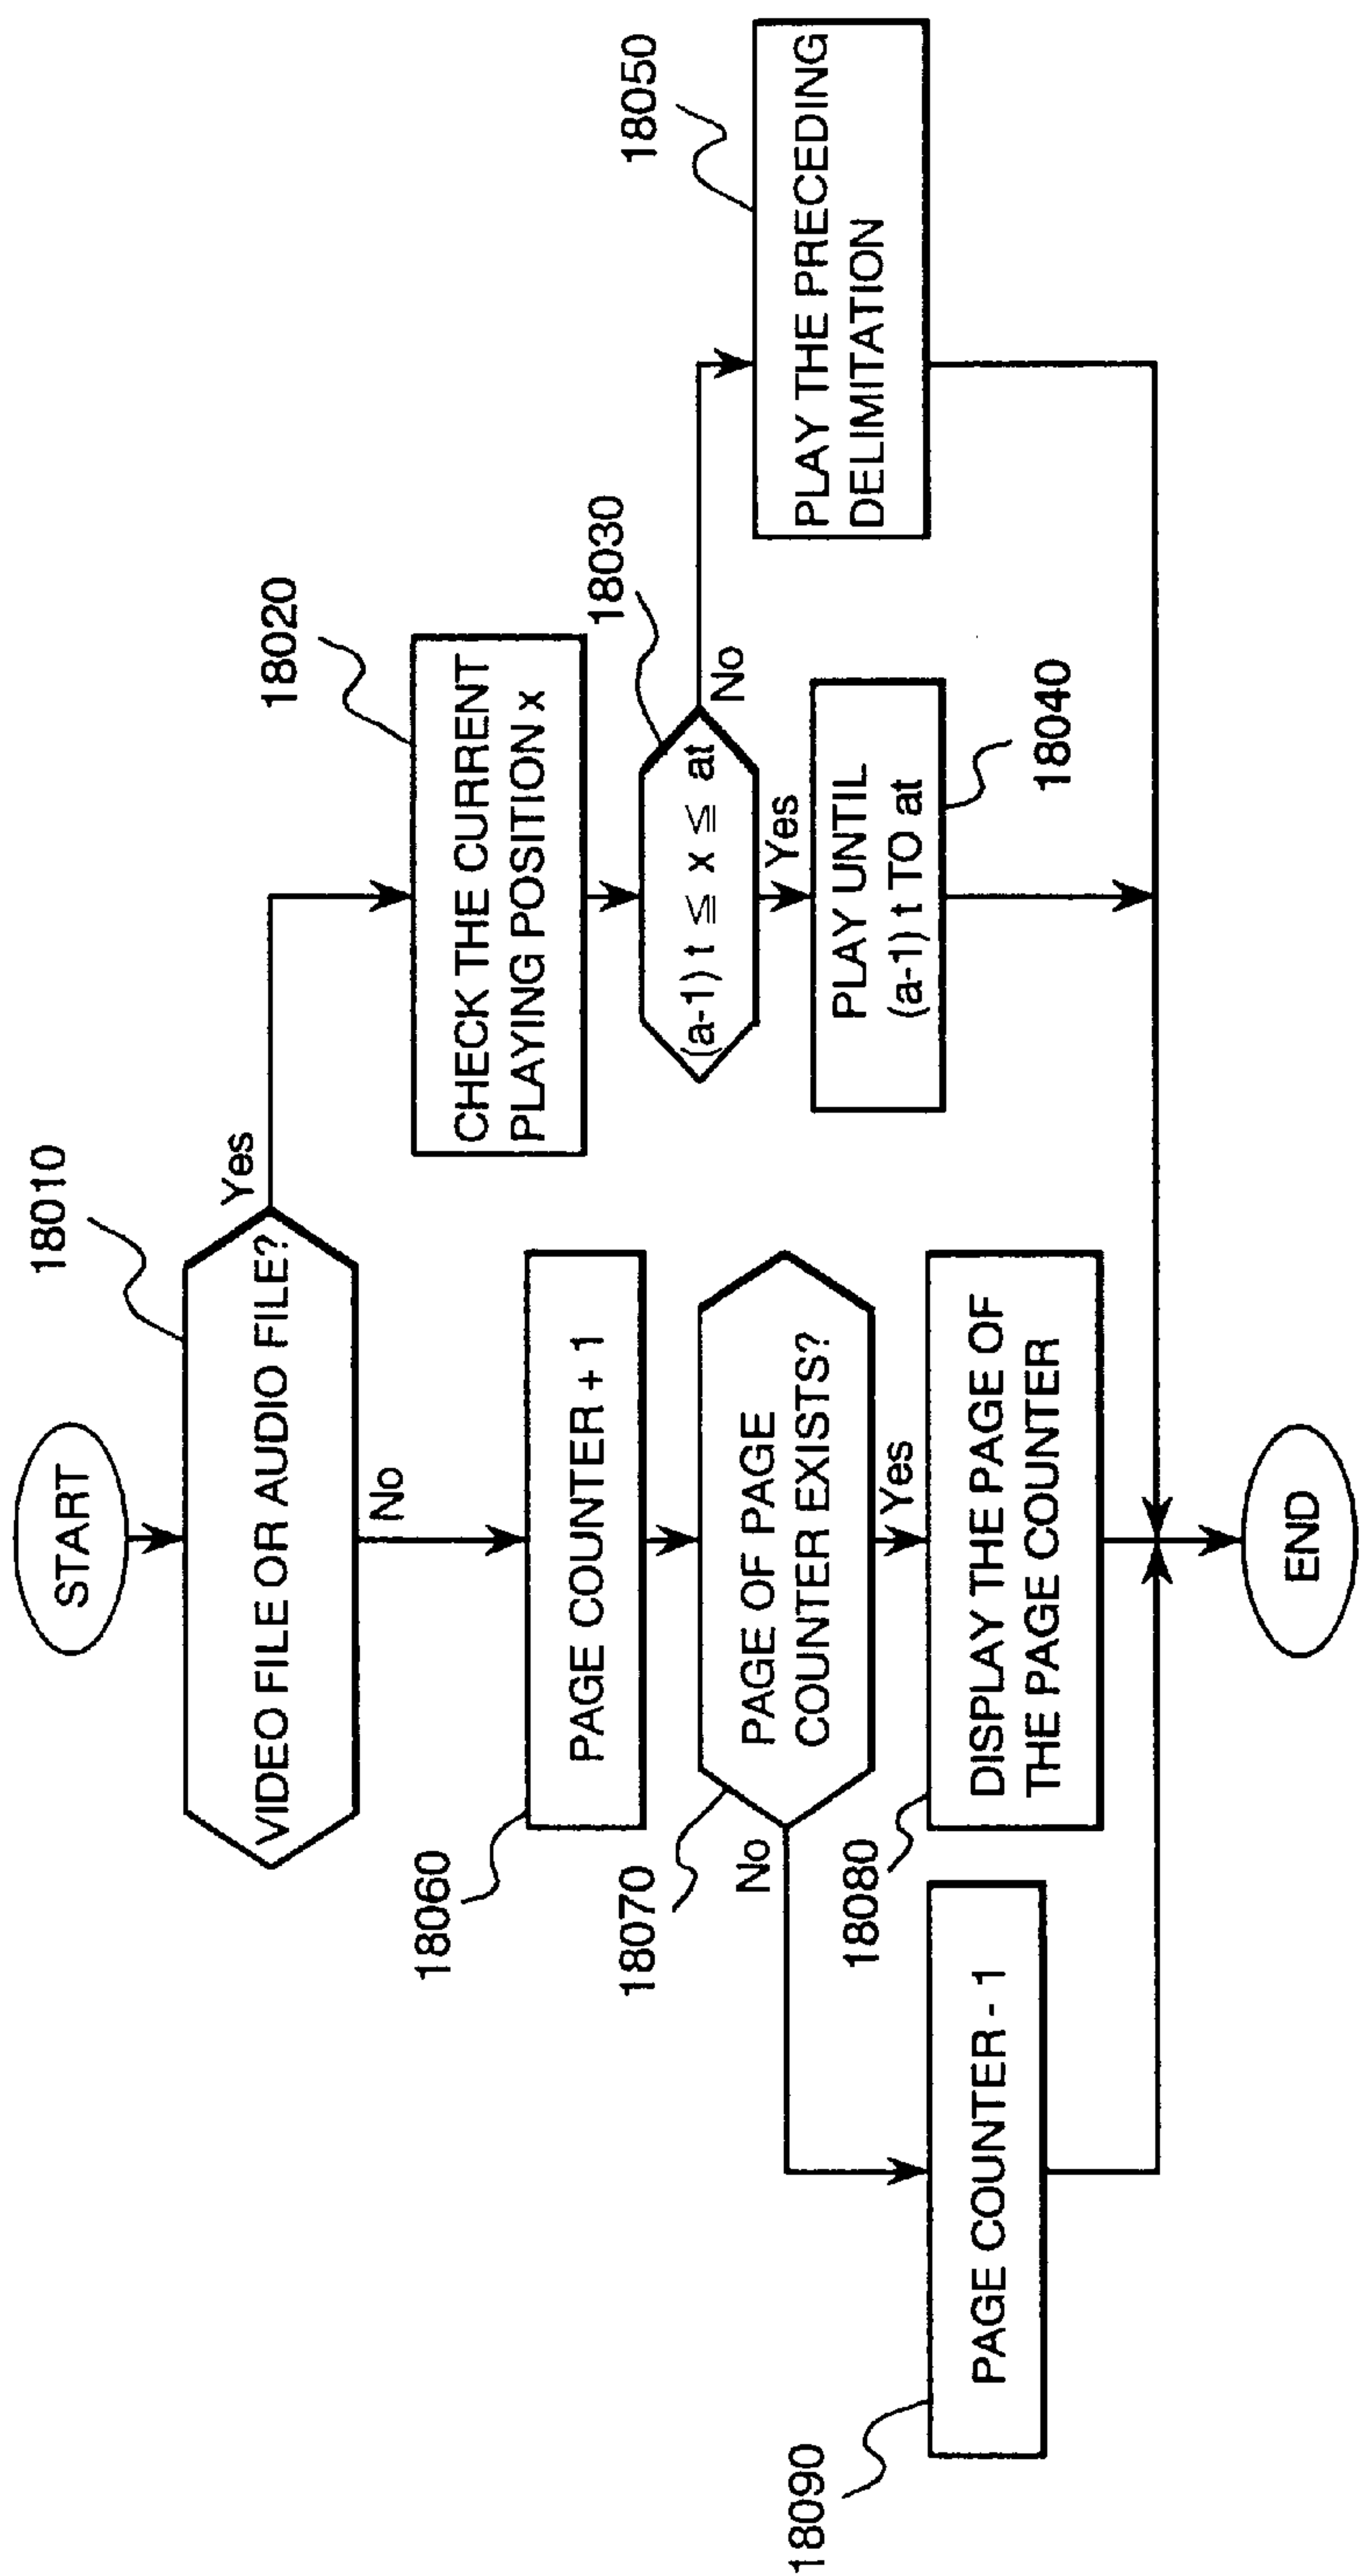 START
18010
VIDEO FILE OR AUDIO FILE?
Yes
No
18020
CHECK THE CURRENT
PLAYING POSITION x
18030
(a-1) t ≦ x ≦ at
No
Yes
18040
PLAY UNTIL
(a-1) t TO at
18050
PLAY THE PRECEDING
DELIMITATION
18060
PAGE COUNTER + 1
18070
PAGE OF PAGE
COUNTER EXISTS?
No
Yes
18080
DISPLAY THE PAGE OF
THE PAGE COUNTER
18090
PAGE COUNTER - 1
END